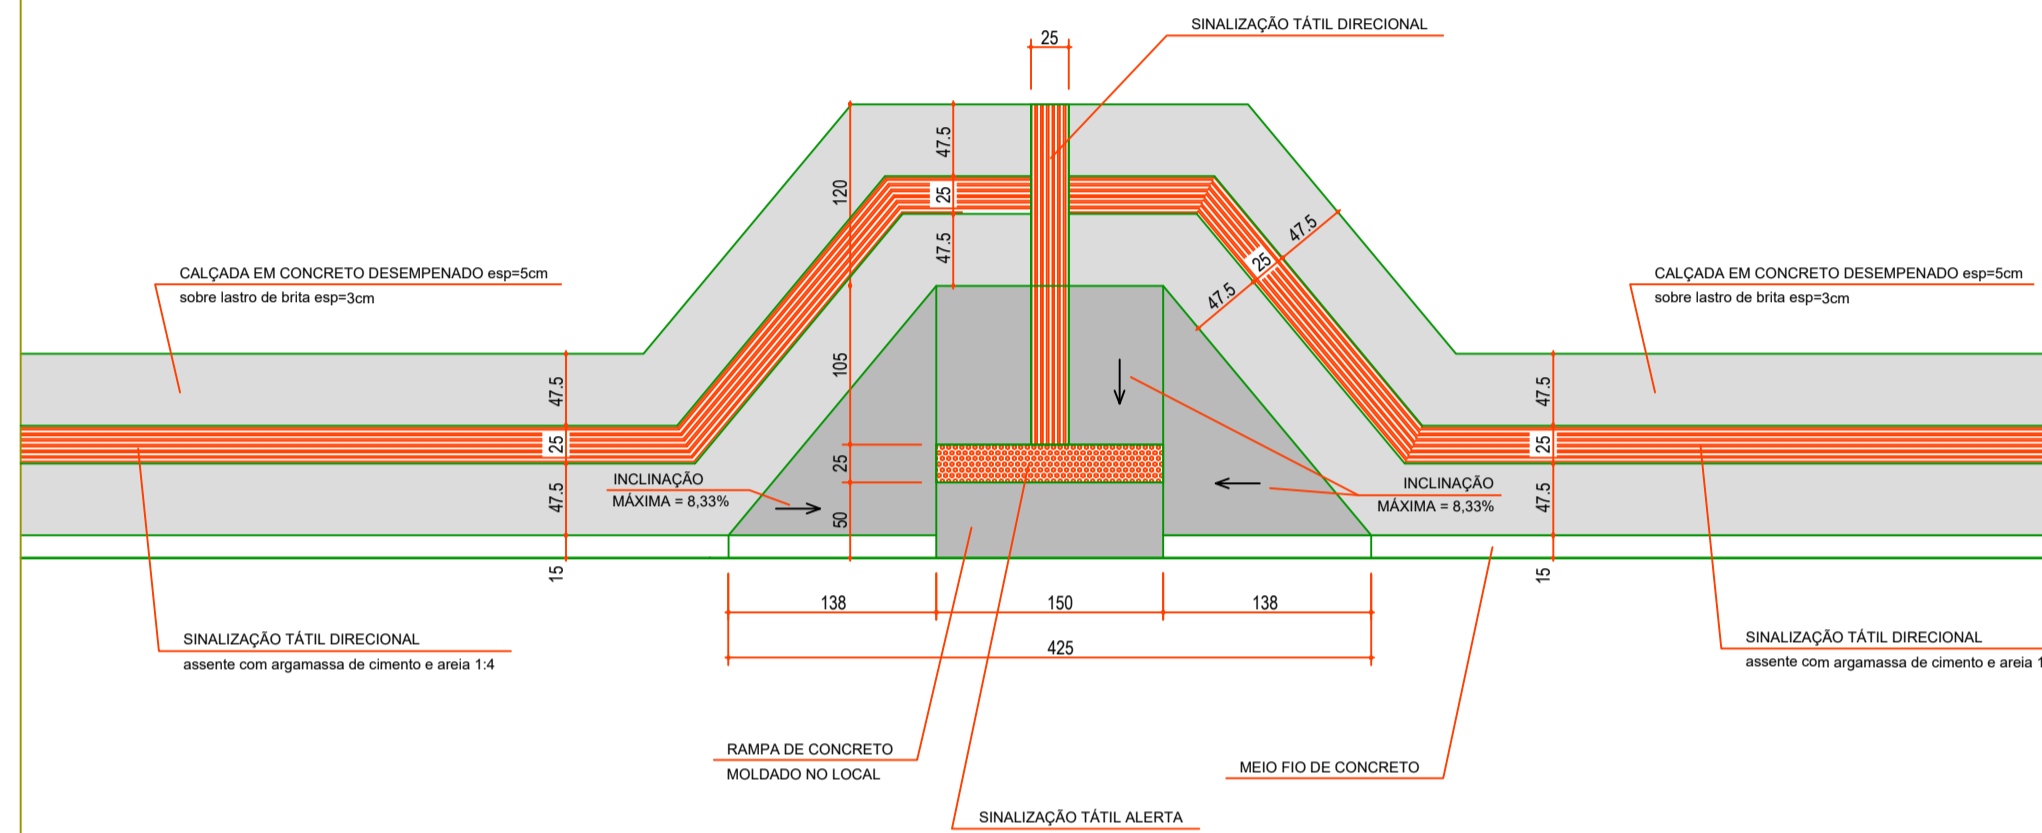 SINALIZAÇÃO TÁTIL DIRECIONAL
25
47.5
120
25
47.5
47.5
25
47.5
CALÇADA EM CONCRETO DESEMPENADO esp=5cm
sobre lastro de brita esp=3cm
CALÇADA EM CONCRETO DESEMPENADO esp=5cm
sobre lastro de brita esp=3cm
47.5
25
47.5
15
105
25
50
47.5
25
47.5
15
INCLINAÇÃO
MÁXIMA = 8,33%
INCLINAÇÃO
MÁXIMA = 8,33%
138
150
138
425
SINALIZAÇÃO TÁTIL DIRECIONAL
assente com argamassa de cimento e areia 1:4
SINALIZAÇÃO TÁTIL DIRECIONAL
assente com argamassa de cimento e areia 1
RAMPA DE CONCRETO
MOLDADO NO LOCAL
MEIO FIO DE CONCRETO
SINALIZAÇÃO TÁTIL ALERTA